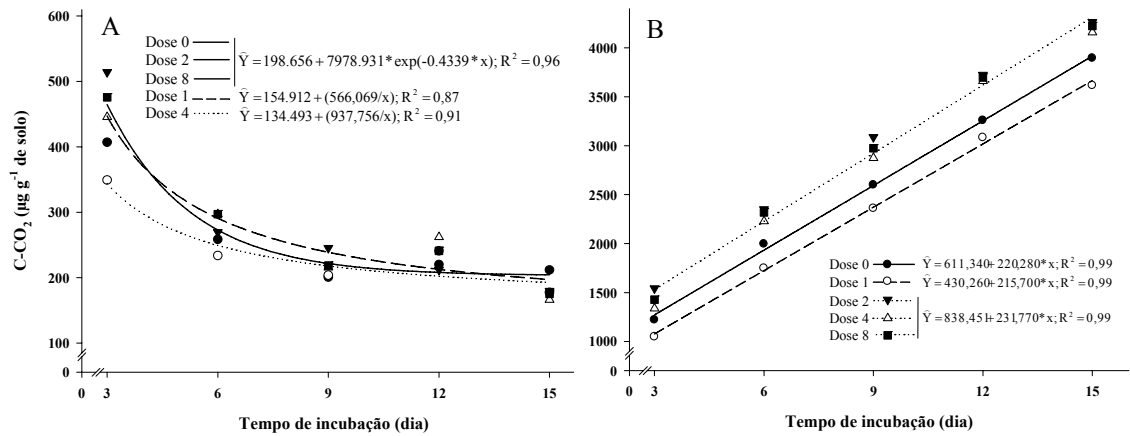 A
600
500
400
300
200
100
0
C-CO₂ (µg g⁻¹ de solo)
Dose 0
Dose 2
Dose 8
Ŷ=198.656+7978.931*exp(-0.4339*x); R²=0,96
Dose 1 Ŷ=154.912+(566,069/x); R²=0,87
Dose 4 Ŷ=134.493+(937,756/x); R²=0,91
0 3 6 9 12 15
Tempo de incubação (dia)
B
4000
3500
3000
2500
2000
1500
1000
0
Dose 0 Ŷ=611,340+220,280*x; R²=0,99
Dose 1 Ŷ=430,260+215,700*x; R²=0,99
Dose 2
Dose 4 Ŷ=838,451+231,770*x; R²=0,99
Dose 8
0 3 6 9 12 15
Tempo de incubação (dia)